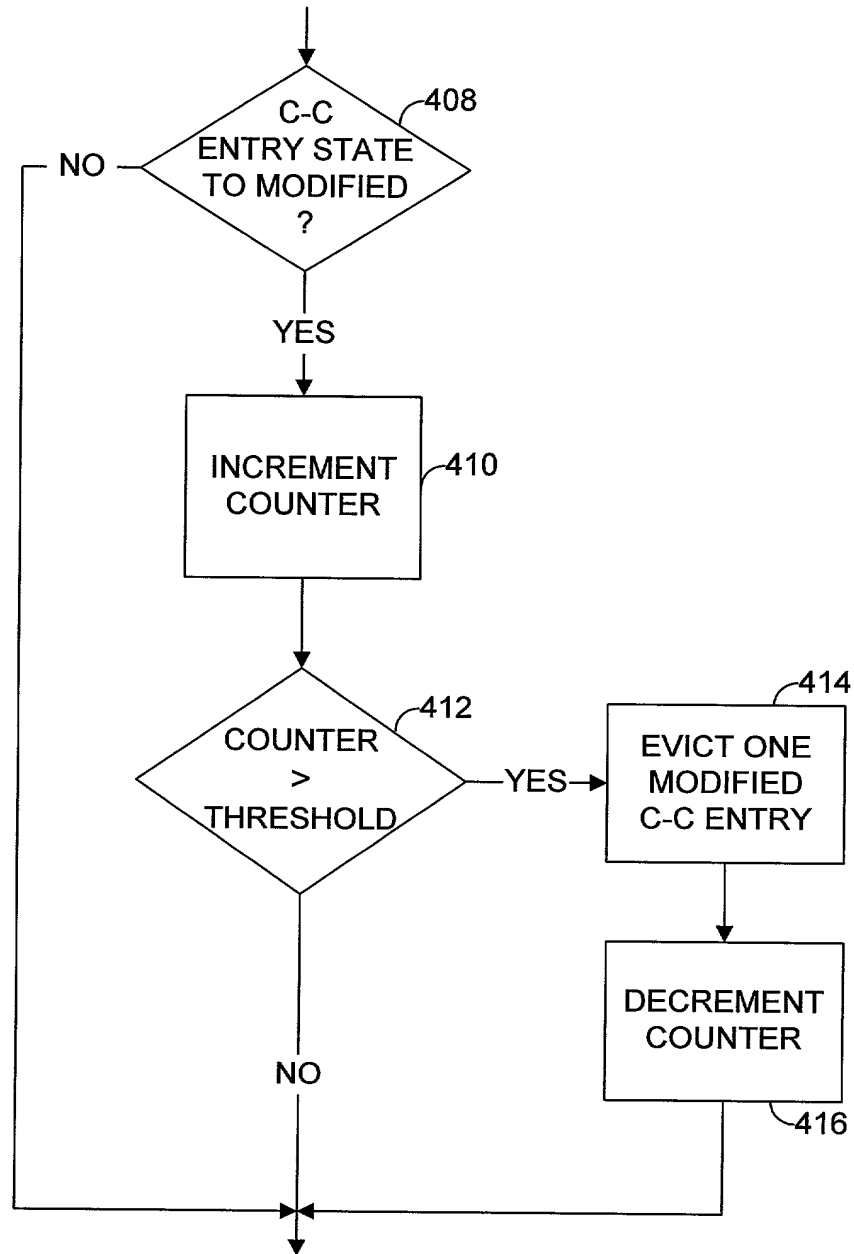 C-C
ENTRY STATE
TO MODIFIED
?
408
NO
YES
INCREMENT
COUNTER
410
COUNTER
>
THRESHOLD
412
YES
414
EVICT ONE
MODIFIED
C-C ENTRY
DECREMENT
COUNTER
416
NO